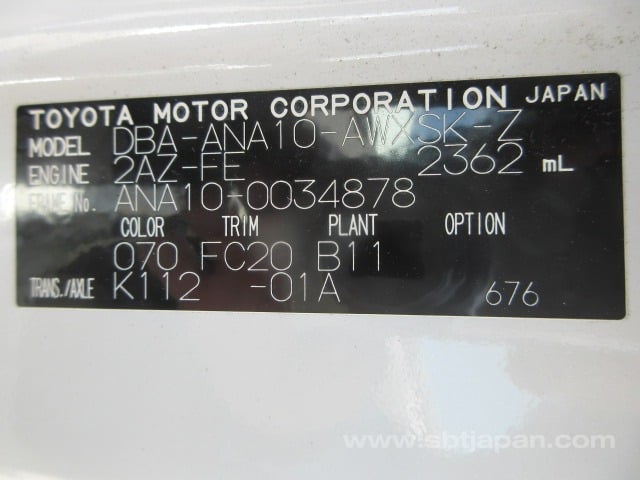 TOYOTA MOTOR CORPORATION JAPAN
MODEL DBA-ANA10-AWXSK-Z
ENGINE 2AZ-FE 2362 mL
FRAME No. ANA10-0034878
COLOR TRIM PLANT OPTION
070 FC20 B11
TRANS./AXLE K112 -01A 676
www.sbtjapan.com